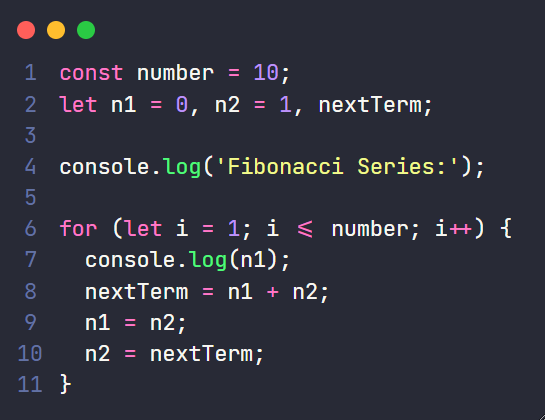 1 const number = 10;
2 let n1 = 0, n2 = 1, nextTerm;
3
4 console.log('Fibonacci Series:');
5
6 for (let i = 1; i <= number; i++) {
7   console.log(n1);
8   nextTerm = n1 + n2;
9   n1 = n2;
10   n2 = nextTerm;
11 }